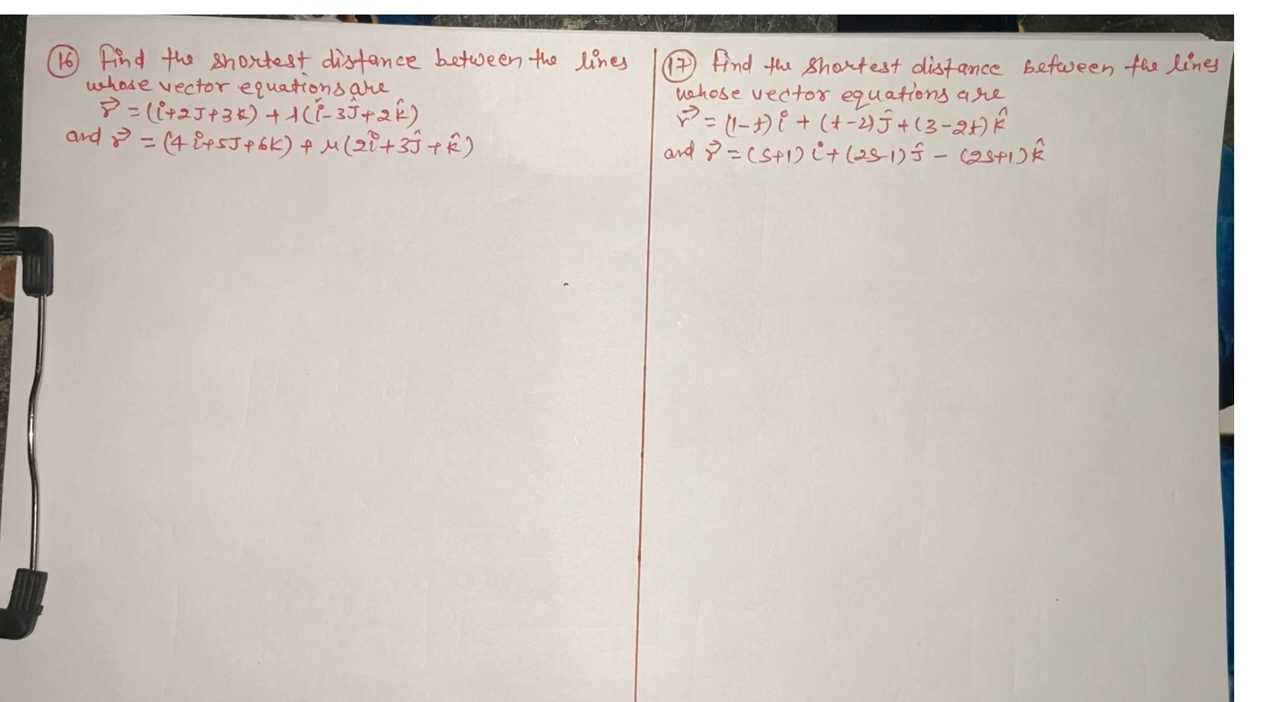 16 Find the shortest distance between the lines
whose vector equations are
r⃗ = (î+2J+3K) + λ(î-3Ĵ+2k̂)
and r⃗ = (4î+5J+6K) + μ(2î+3Ĵ+k̂)
17 Find the shortest distance between the lines
whose vector equations are
r⃗ = (1-t)î + (t-2)ĵ + (3-2t)k̂
and r⃗ = (s+1)î + (2s-1)ĵ - (2s+1)k̂